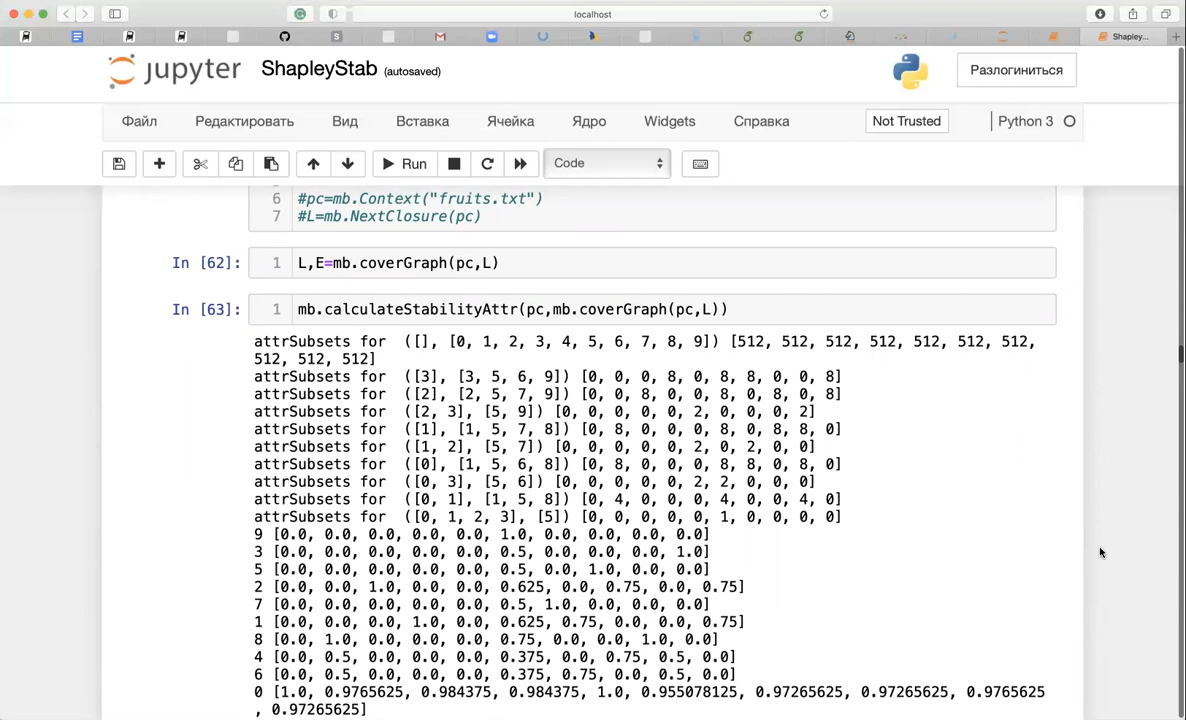 localhost
Shapley...
jupyter ShapleyStab (autosaved)
Разлогиниться
Файл Редактировать Вид Вставка Ячейка Ядро Widgets Справка Not Trusted Python 3
Run Code
6 #pc=mb.Context("fruits.txt")
7 #L=mb.NextClosure(pc)
In [62]: 1 L,E=mb.coverGraph(pc,L)
In [63]: 1 mb.calculateStabilityAttr(pc,mb.coverGraph(pc,L))
attrSubsets for ([], [0, 1, 2, 3, 4, 5, 6, 7, 8, 9]) [512, 512, 512, 512, 512, 512, 512,
512, 512, 512]
attrSubsets for ([3], [3, 5, 6, 9]) [0, 0, 0, 8, 0, 8, 8, 0, 0, 8]
attrSubsets for ([2], [2, 5, 7, 9]) [0, 0, 8, 0, 0, 8, 0, 8, 0, 8]
attrSubsets for ([2, 3], [5, 9]) [0, 0, 0, 0, 0, 2, 0, 0, 0, 2]
attrSubsets for ([1], [1, 5, 7, 8]) [0, 8, 0, 0, 0, 8, 0, 8, 8, 0]
attrSubsets for ([1, 2], [5, 7]) [0, 0, 0, 0, 0, 2, 0, 2, 0, 0]
attrSubsets for ([0], [1, 5, 6, 8]) [0, 8, 0, 0, 0, 8, 8, 0, 8, 0]
attrSubsets for ([0, 3], [5, 6]) [0, 0, 0, 0, 0, 2, 2, 0, 0, 0]
attrSubsets for ([0, 1], [1, 5, 8]) [0, 4, 0, 0, 0, 4, 0, 0, 4, 0]
attrSubsets for ([0, 1, 2, 3], [5]) [0, 0, 0, 0, 0, 1, 0, 0, 0, 0]
9 [0.0, 0.0, 0.0, 0.0, 0.0, 1.0, 0.0, 0.0, 0.0, 0.0]
3 [0.0, 0.0, 0.0, 0.0, 0.0, 0.5, 0.0, 0.0, 0.0, 1.0]
5 [0.0, 0.0, 0.0, 0.0, 0.0, 0.5, 0.0, 1.0, 0.0, 0.0]
2 [0.0, 0.0, 1.0, 0.0, 0.0, 0.625, 0.0, 0.75, 0.0, 0.75]
7 [0.0, 0.0, 0.0, 0.0, 0.0, 0.5, 1.0, 0.0, 0.0, 0.0]
1 [0.0, 0.0, 0.0, 1.0, 0.0, 0.625, 0.75, 0.0, 0.0, 0.75]
8 [0.0, 1.0, 0.0, 0.0, 0.0, 0.75, 0.0, 0.0, 1.0, 0.0]
4 [0.0, 0.5, 0.0, 0.0, 0.0, 0.375, 0.0, 0.75, 0.5, 0.0]
6 [0.0, 0.5, 0.0, 0.0, 0.0, 0.375, 0.75, 0.0, 0.5, 0.0]
0 [1.0, 0.9765625, 0.984375, 0.984375, 1.0, 0.955078125, 0.97265625, 0.97265625, 0.9765625
, 0.97265625]